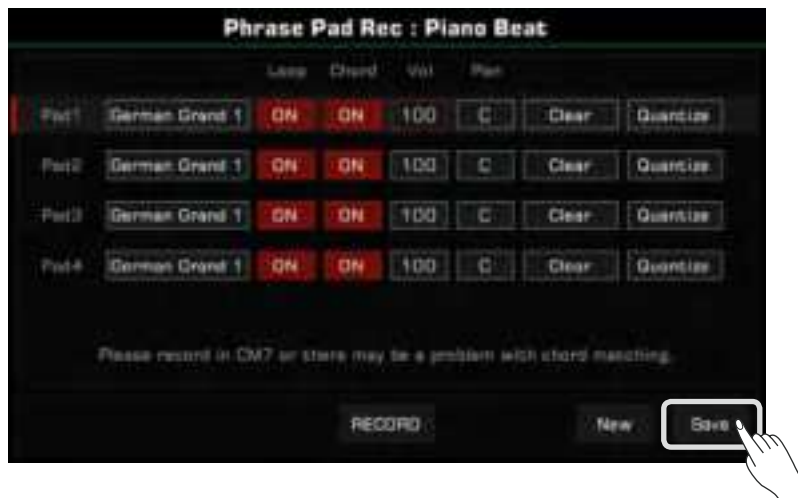 Phrase Pad Rec : Piano Beat
Loop Chord Vol Pan
Pad1 German Grand 1 ON ON 100 C Clear Quantize
Pad2 German Grand 1 ON ON 100 C Clear Quantize
Pad3 German Grand 1 ON ON 100 C Clear Quantize
Pad4 German Grand 1 ON ON 100 C Clear Quantize
Please record in CM7 or there may be a problem with chord matching.
RECORD New Save